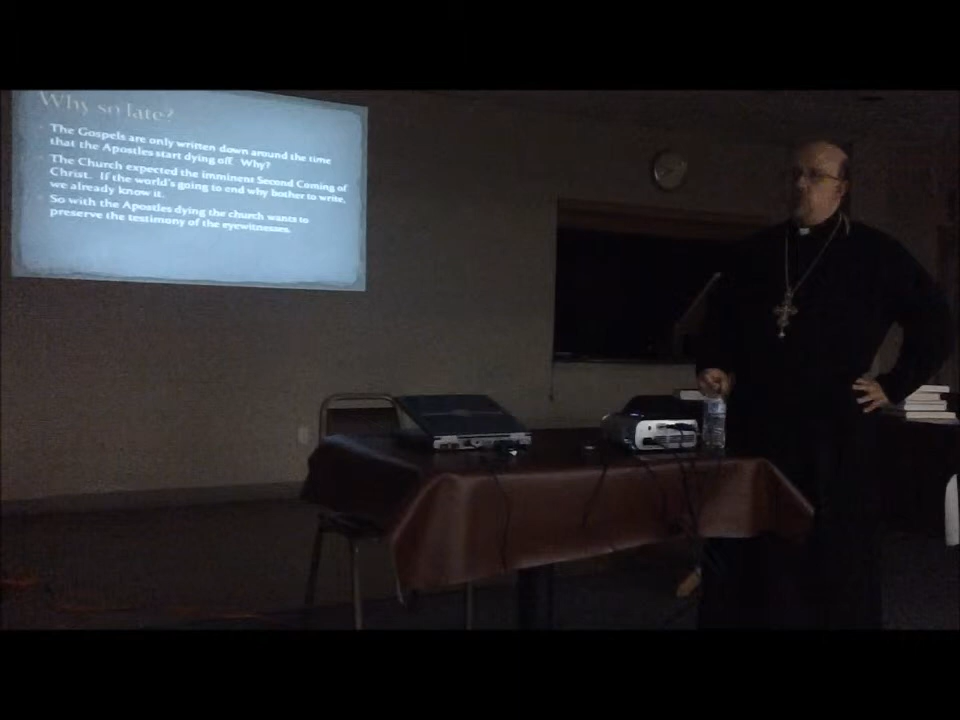 Why so late?
The Gospels are only written down around the time
that the Apostles start dying off. Why?
The Church expected the imminent Second Coming of
Christ. If the world's going to end why bother to write,
we already know it.
So with the Apostles dying the church wants to
preserve the testimony of the eyewitnesses.